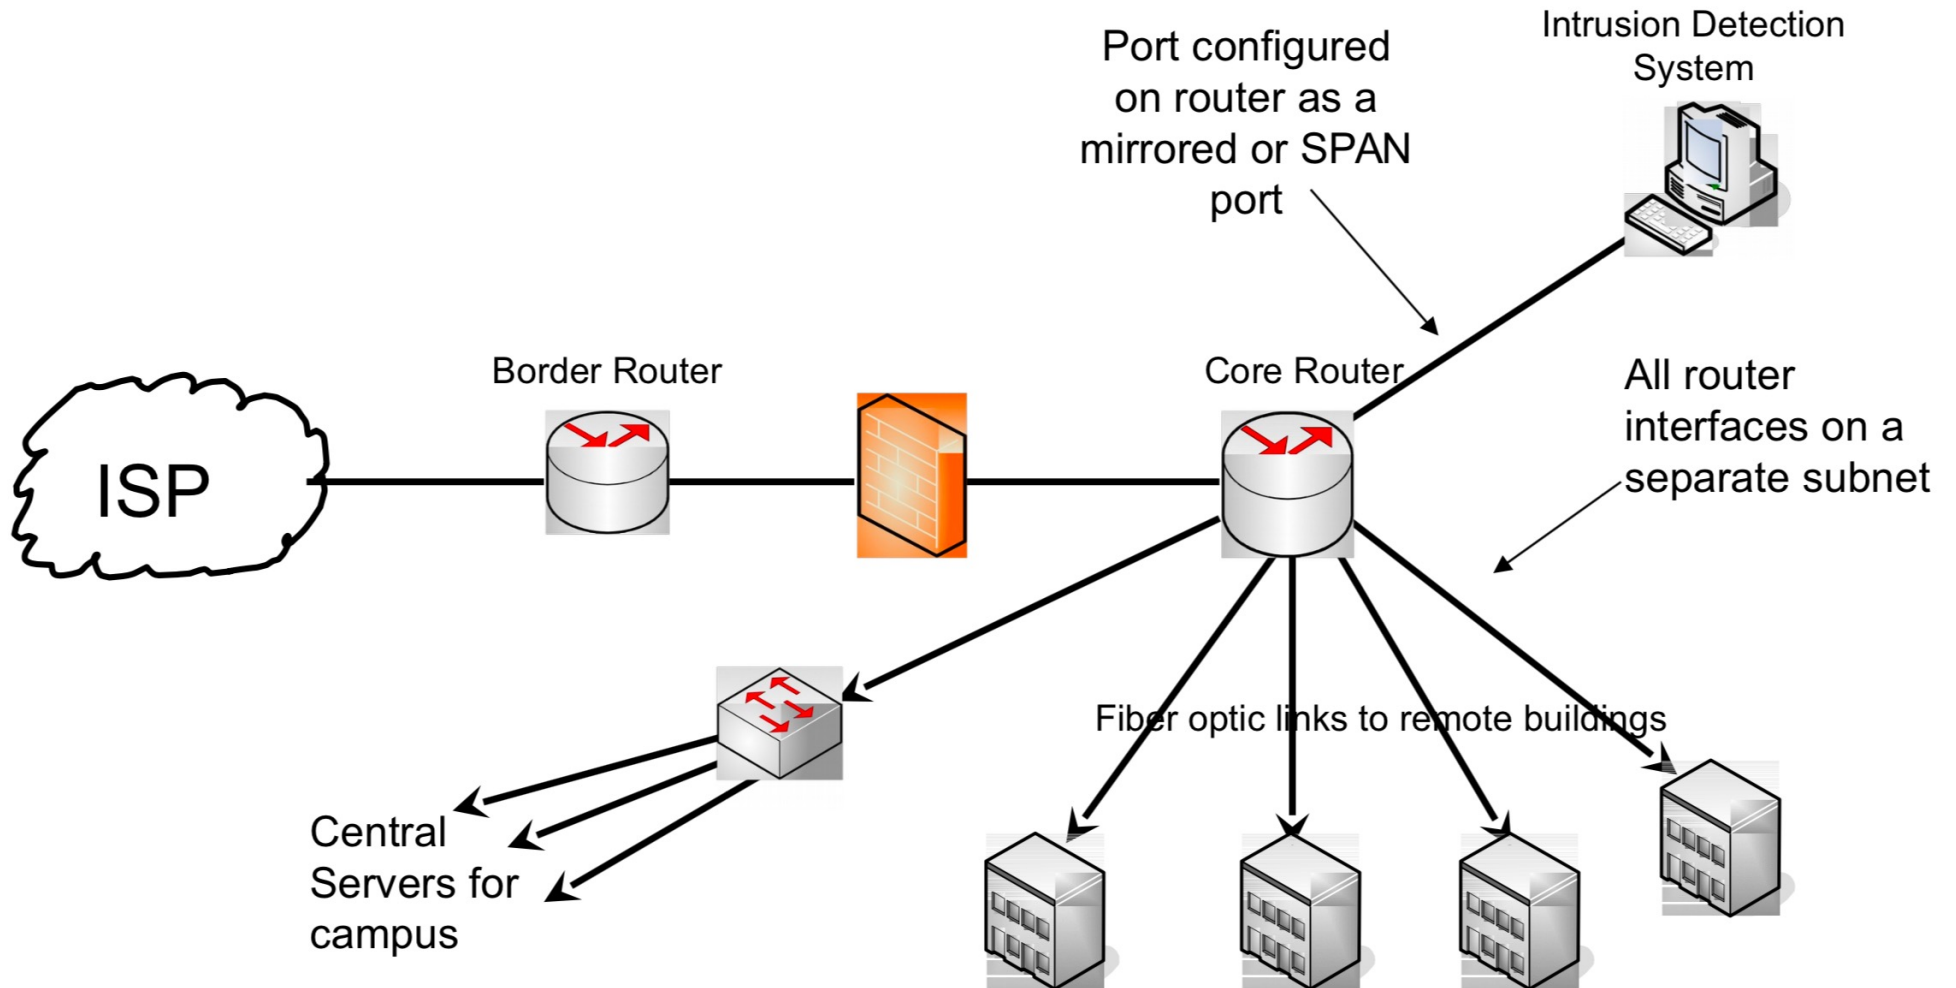 Intrusion Detection
System
Port configured
on router as a
mirrored or SPAN
port
Border Router
Core Router
All router
interfaces on a
separate subnet
ISP
Fiber optic links to remote buildings
Central
Servers for
campus